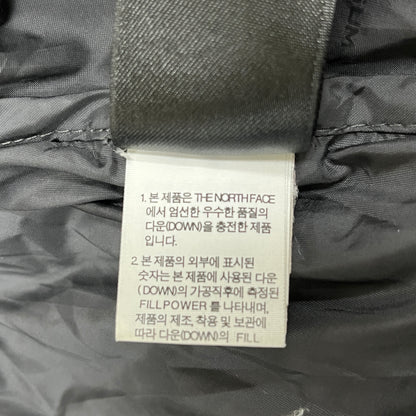 1. 본 제품은 THE NORTH FACE
에서 엄선한 우수한 품질의
다운(DOWN)을 충전한 제품
입니다.
2. 본 제품의 외부에 표시된
숫자는 본 제품에 사용된 다운
(DOWN)의 가공직후에 측정된
FILLPOWER 를 나타내며,
제품의 제조, 착용 및 보관에
따라 다운(DOWN)의 FILL